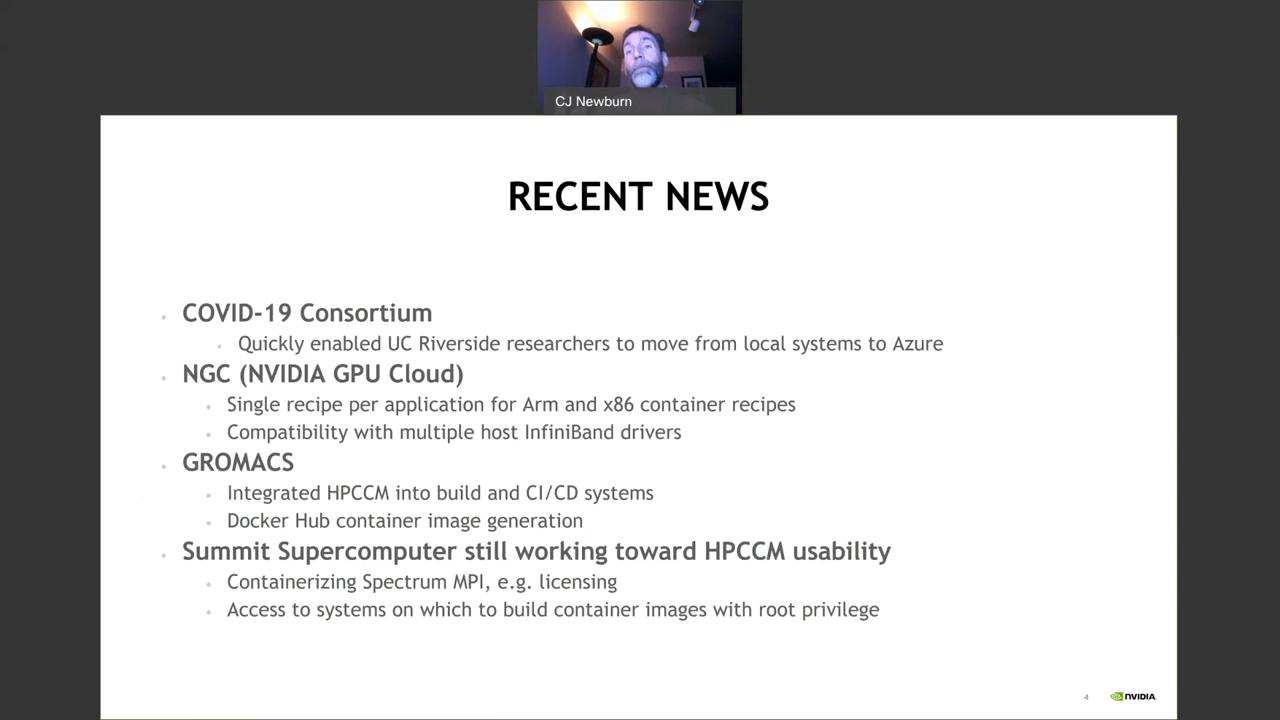 CJ Newburn
RECENT NEWS
COVID-19 Consortium
Quickly enabled UC Riverside researchers to move from local systems to Azure
NGC (NVIDIA GPU Cloud)
Single recipe per application for Arm and x86 container recipes
Compatibility with multiple host InfiniBand drivers
GROMACS
Integrated HPCCM into build and CI/CD systems
Docker Hub container image generation
Summit Supercomputer still working toward HPCCM usability
Containerizing Spectrum MPI, e.g. licensing
Access to systems on which to build container images with root privilege
4
NVIDIA.